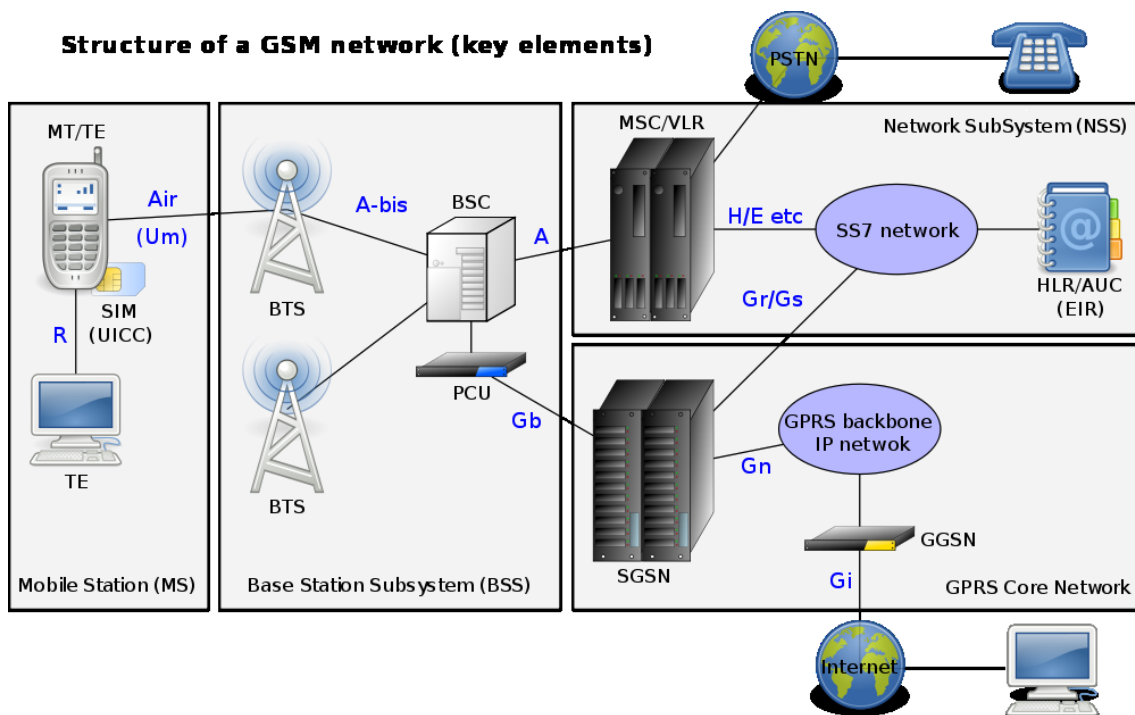 Structure of a GSM network (key elements)
PSTN
MT/TE
Air
(Um)
SIM
(UICC)
R
TE
Mobile Station (MS)
BTS
A-bis
BSC
BTS
PCU
Base Station Subsystem (BSS)
A
Gb
MSC/VLR
Network SubSystem (NSS)
H/E etc
SS7 network
HLR/AUC
(EIR)
Gr/Gs
GPRS backbone
IP netwok
Gn
SGSN
GGSN
Gi
GPRS Core Network
Internet